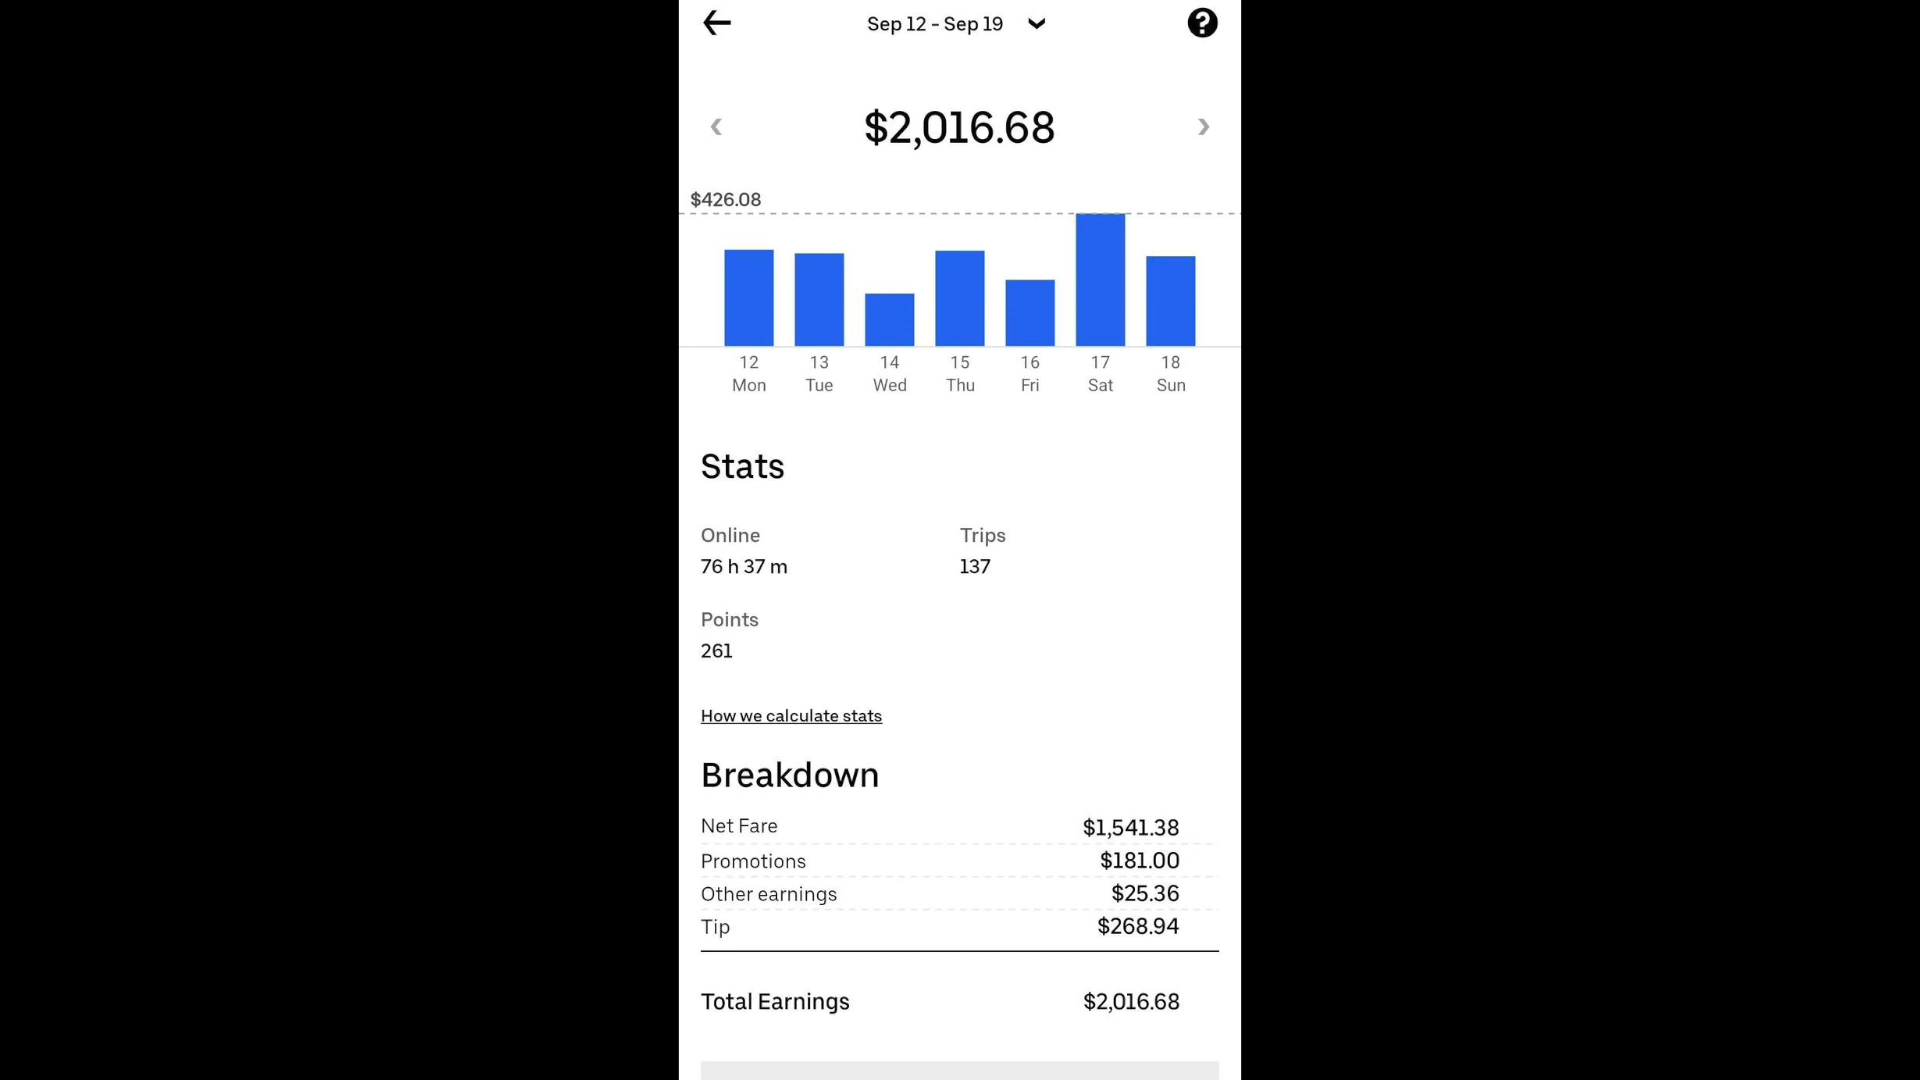 Sep 12 - Sep 19
?
$2,016.68
$426.08
12 13 14 15 16 17 18
Mon Tue Wed Thu Fri Sat Sun
Stats
Online Trips
76 h 37 m 137
Points
261
How we calculate stats
Breakdown
Net Fare $1,541.38
Promotions $181.00
Other earnings $25.36
Tip $268.94
Total Earnings $2,016.68